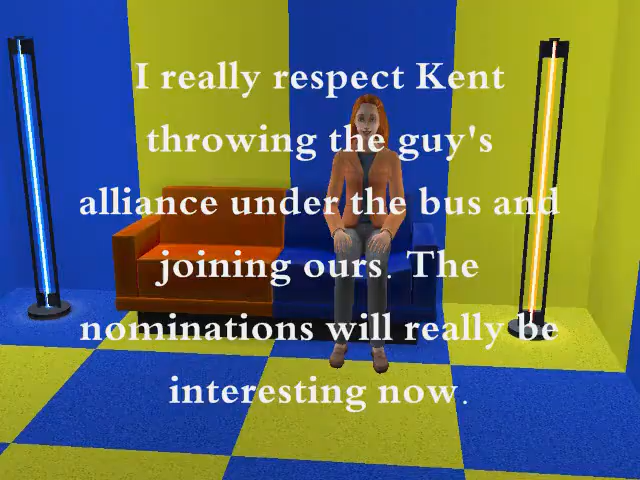 I really respect Kent
throwing the guy's
alliance under the bus and
joining ours. The
nominations will really be
interesting now.